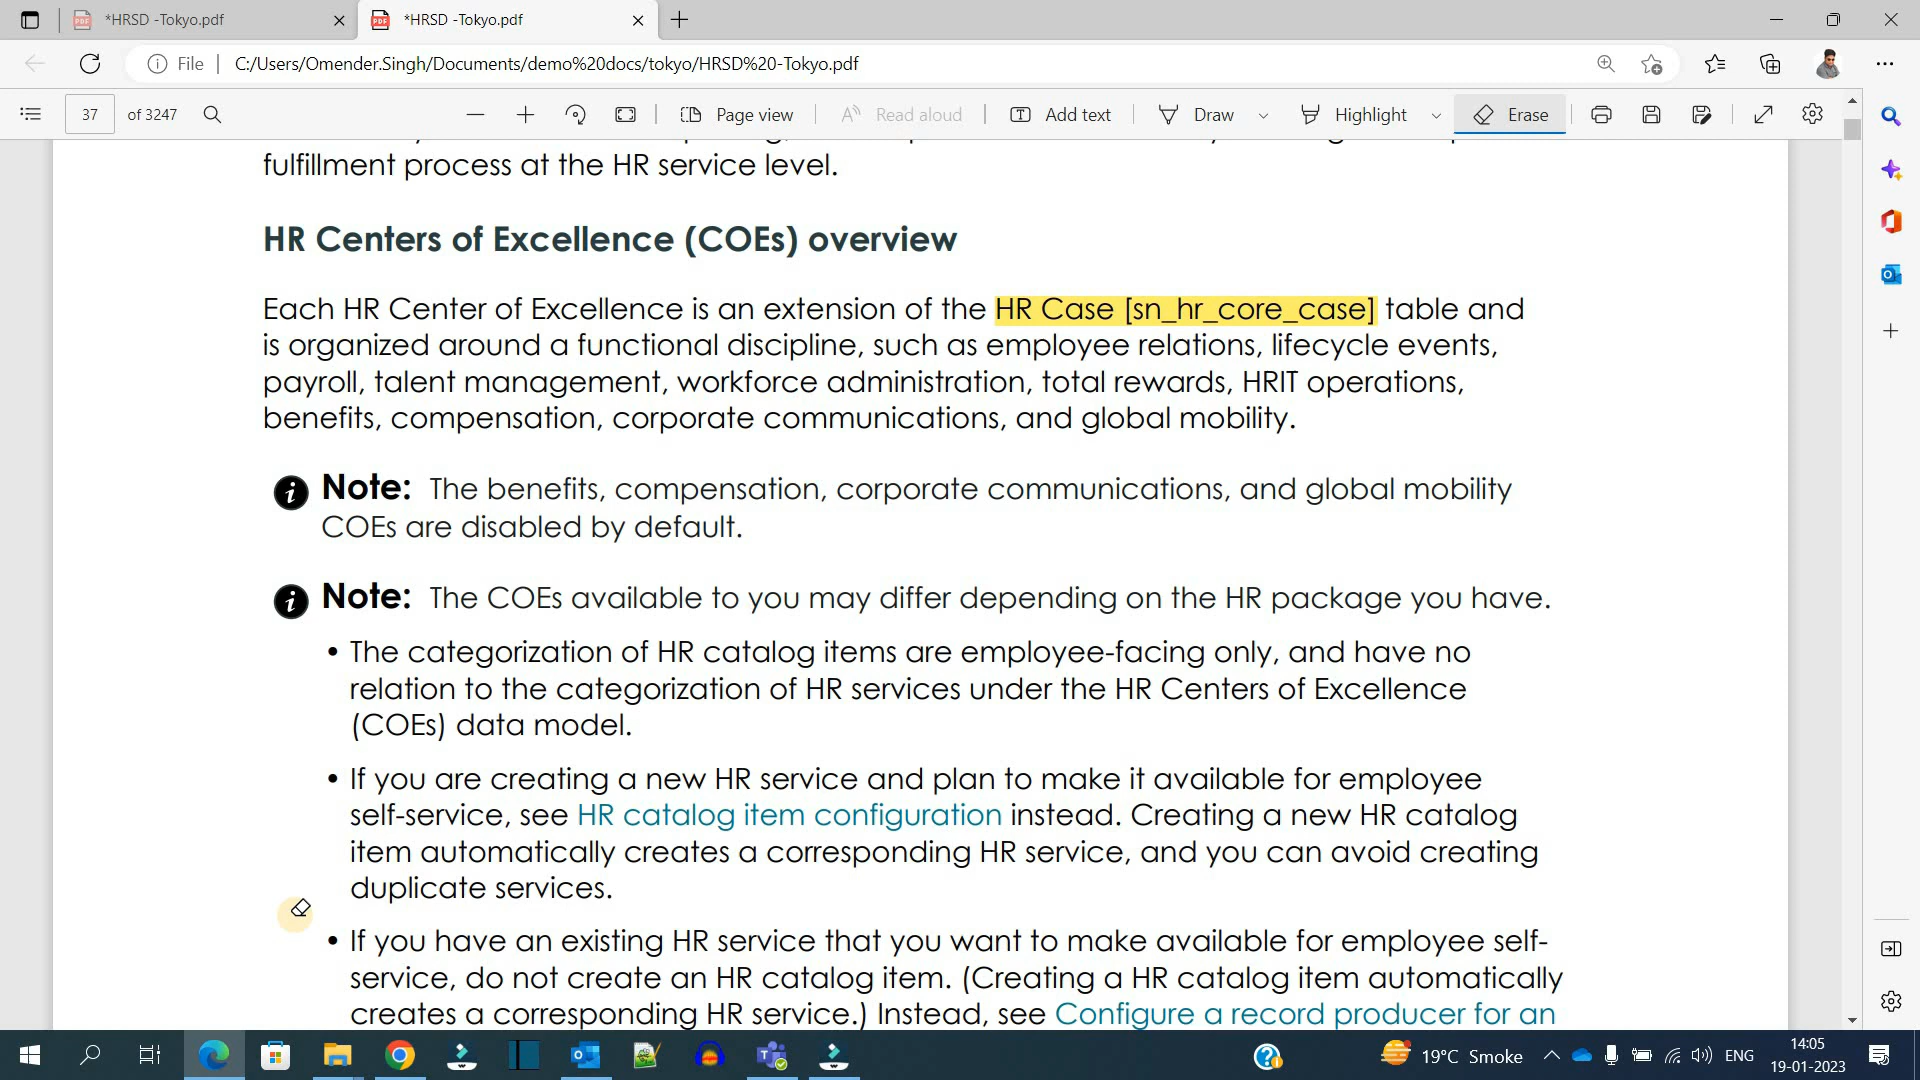 *HRSD -Tokyo.pdf
*HRSD -Tokyo.pdf
File
C:/Users/Omender.Singh/Documents/demo%20docs/tokyo/HRSD%20-Tokyo.pdf
37 of 3247
Page view
Read aloud
Add text
Draw
Highlight
Erase
fulfillment process at the HR service level.
HR Centers of Excellence (COEs) overview
Each HR Center of Excellence is an extension of the HR Case [sn_hr_core_case] table and
is organized around a functional discipline, such as employee relations, lifecycle events,
payroll, talent management, workforce administration, total rewards, HRIT operations,
benefits, compensation, corporate communications, and global mobility.
Note: The benefits, compensation, corporate communications, and global mobility
COEs are disabled by default.
Note: The COEs available to you may differ depending on the HR package you have.
• The categorization of HR catalog items are employee-facing only, and have no
relation to the categorization of HR services under the HR Centers of Excellence
(COEs) data model.
• If you are creating a new HR service and plan to make it available for employee
self-service, see HR catalog item configuration instead. Creating a new HR catalog
item automatically creates a corresponding HR service, and you can avoid creating
duplicate services.
• If you have an existing HR service that you want to make available for employee self-
service, do not create an HR catalog item. (Creating a HR catalog item automatically
creates a corresponding HR service.) Instead, see Configure a record producer for an
19°C Smoke
ENG
14:05
19-01-2023